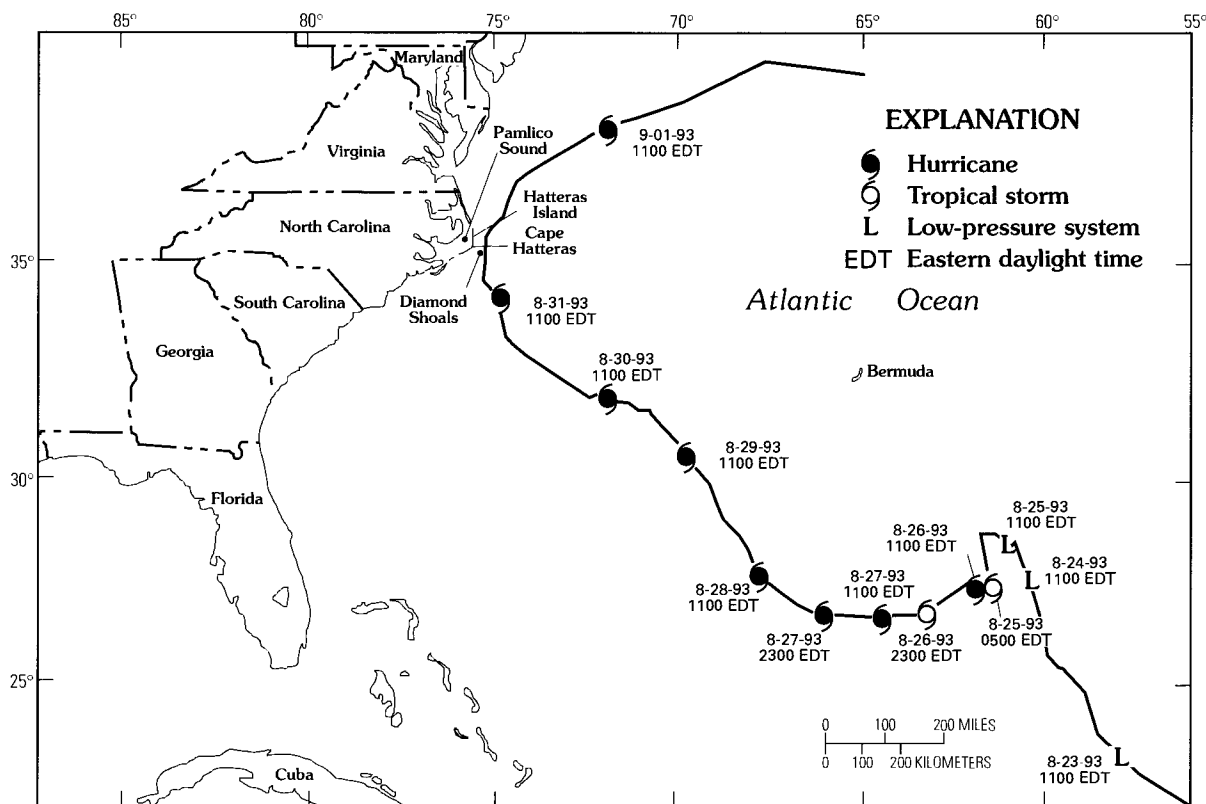 85°
80°
75°
70°
65°
60°
55°
Maryland
Pamlico
Sound
9-01-93
1100 EDT
EXPLANATION
Hurricane
Tropical storm
L Low-pressure system
EDT Eastern daylight time
Virginia
Hatteras
Island
North Carolina
Cape
Hatteras
35°
South Carolina
Diamond
Shoals
8-31-93
1100 EDT
Atlantic Ocean
Georgia
8-30-93
1100 EDT
Bermuda
8-29-93
1100 EDT
30°
Florida
8-25-93
1100 EDT
L
8-26-93
1100 EDT
8-24-93
1100 EDT
L
8-27-93
1100 EDT
8-28-93
1100 EDT
8-27-93
2300 EDT
8-26-93
2300 EDT
8-25-93
0500 EDT
25°
0 100 200 MILES
0 100 200 KILOMETERS
8-23-93
1100 EDT
L
Cuba